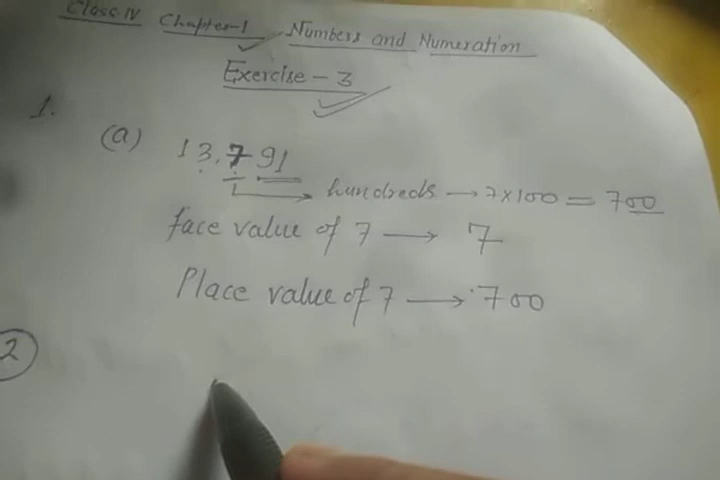 Class IV Chapter-1 Numbers and Numeration
Exercise - 3
1.
(a) 13,791
hundreds → 7×100 = 700
face value of 7 → 7
Place value of 7 → 700
2